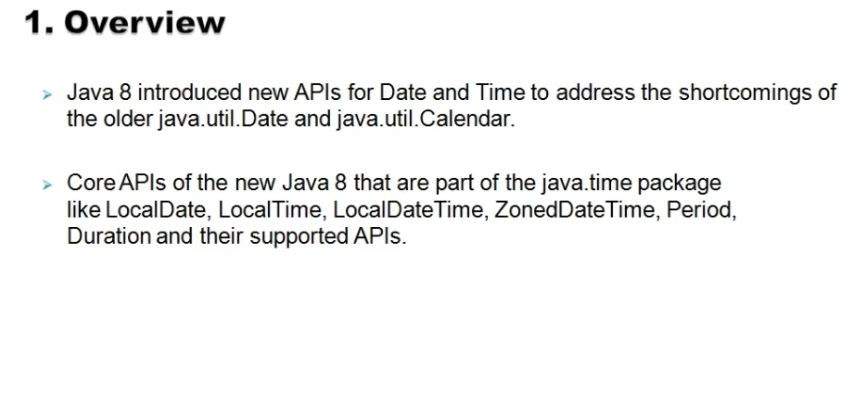 1. Overview
Java 8 introduced new APIs for Date and Time to address the shortcomings of
the older java.util.Date and java.util.Calendar.
Core APIs of the new Java 8 that are part of the java.time package
like LocalDate, LocalTime, LocalDateTime, ZonedDateTime, Period,
Duration and their supported APIs.